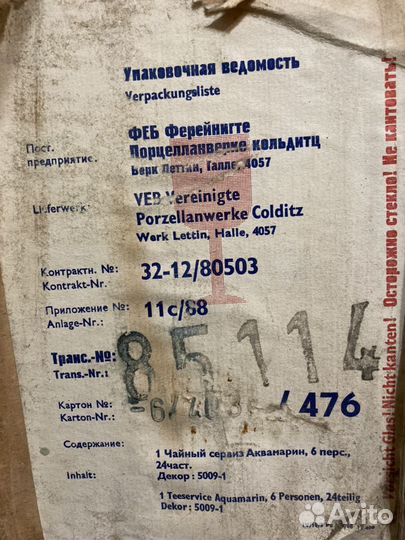 Упаковочная ведомость
Verpackungsliste
Пост. предприятие:
ФЕБ Ферейнигте
Порцелланверке кольдитц
Верк Леттин, Галле, 4057
Lieferwerk:
VEB Vereinigte
Porzellanwerke Colditz
Werk Lettin, Halle, 4057
Контрактн. №: 32-12/80503
Kontrakt-Nr.:
Приложение №: 11c/88
Anlage-Nr.:
Транс.-№: 85114
Trans.-Nr.:
Картон №: / 476
Karton-Nr.:
Содержание: 1 Чайный сервиз Аквамарин, 6 перс.,
24част.
Декор: 5009-1
Inhalt: 1 Teeservice Aquamarin, 6 Personen, 24teilig
Dekor: 5009-1
Vorsicht Glas! Nicht kanten! Осторожно стекло! Не кантовать!
Avito